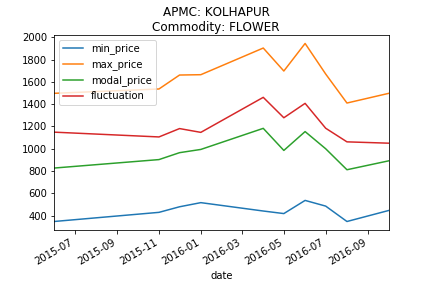 APMC: KOLHAPUR
Commodity: FLOWER
2000
1800
1600
1400
1200
1000
800
600
400
min_price
max_price
modal_price
fluctuation
2015-07
2015-09
2015-11
2016-01
2016-03
2016-05
2016-07
2016-09
date